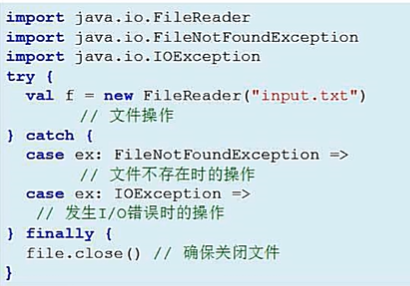 import java.io.FileReader
import java.io.FileNotFoundException
import java.io.IOException
try {
  val f = new FileReader("input.txt")
        // 文件操作
} catch {
  case ex: FileNotFoundException =>
        // 文件不存在时的操作
  case ex: IOException =>
   // 发生I/O错误时的操作
} finally {
  file.close() // 确保关闭文件
}